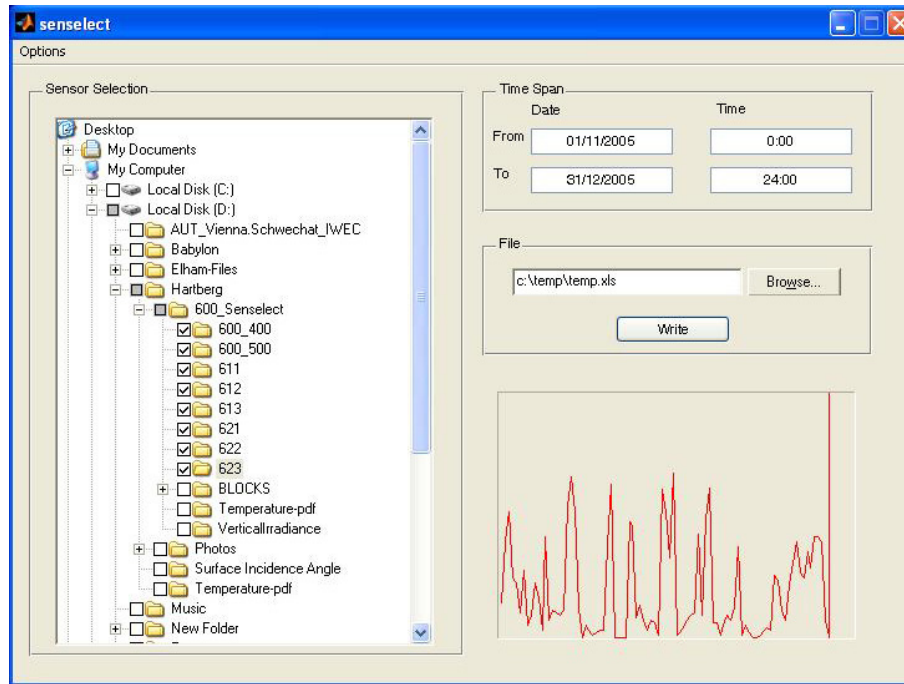 senselect
Options
Sensor Selection
Desktop
My Documents
My Computer
Local Disk (C:)
Local Disk (D:)
AUT_Vienna.Schwechat_IWEC
Babylon
Elham-Files
Hartberg
600_Senselect
600_400
600_500
611
612
613
621
622
623
BLOCKS
Temperature-pdf
VerticalIrradiance
Photos
Surface Incidence Angle
Temperature-pdf
Music
New Folder
Time Span
Date Time
From 01/11/2005 0:00
To 31/12/2005 24:00
File
c:\temp\temp.xls Browse...
Write